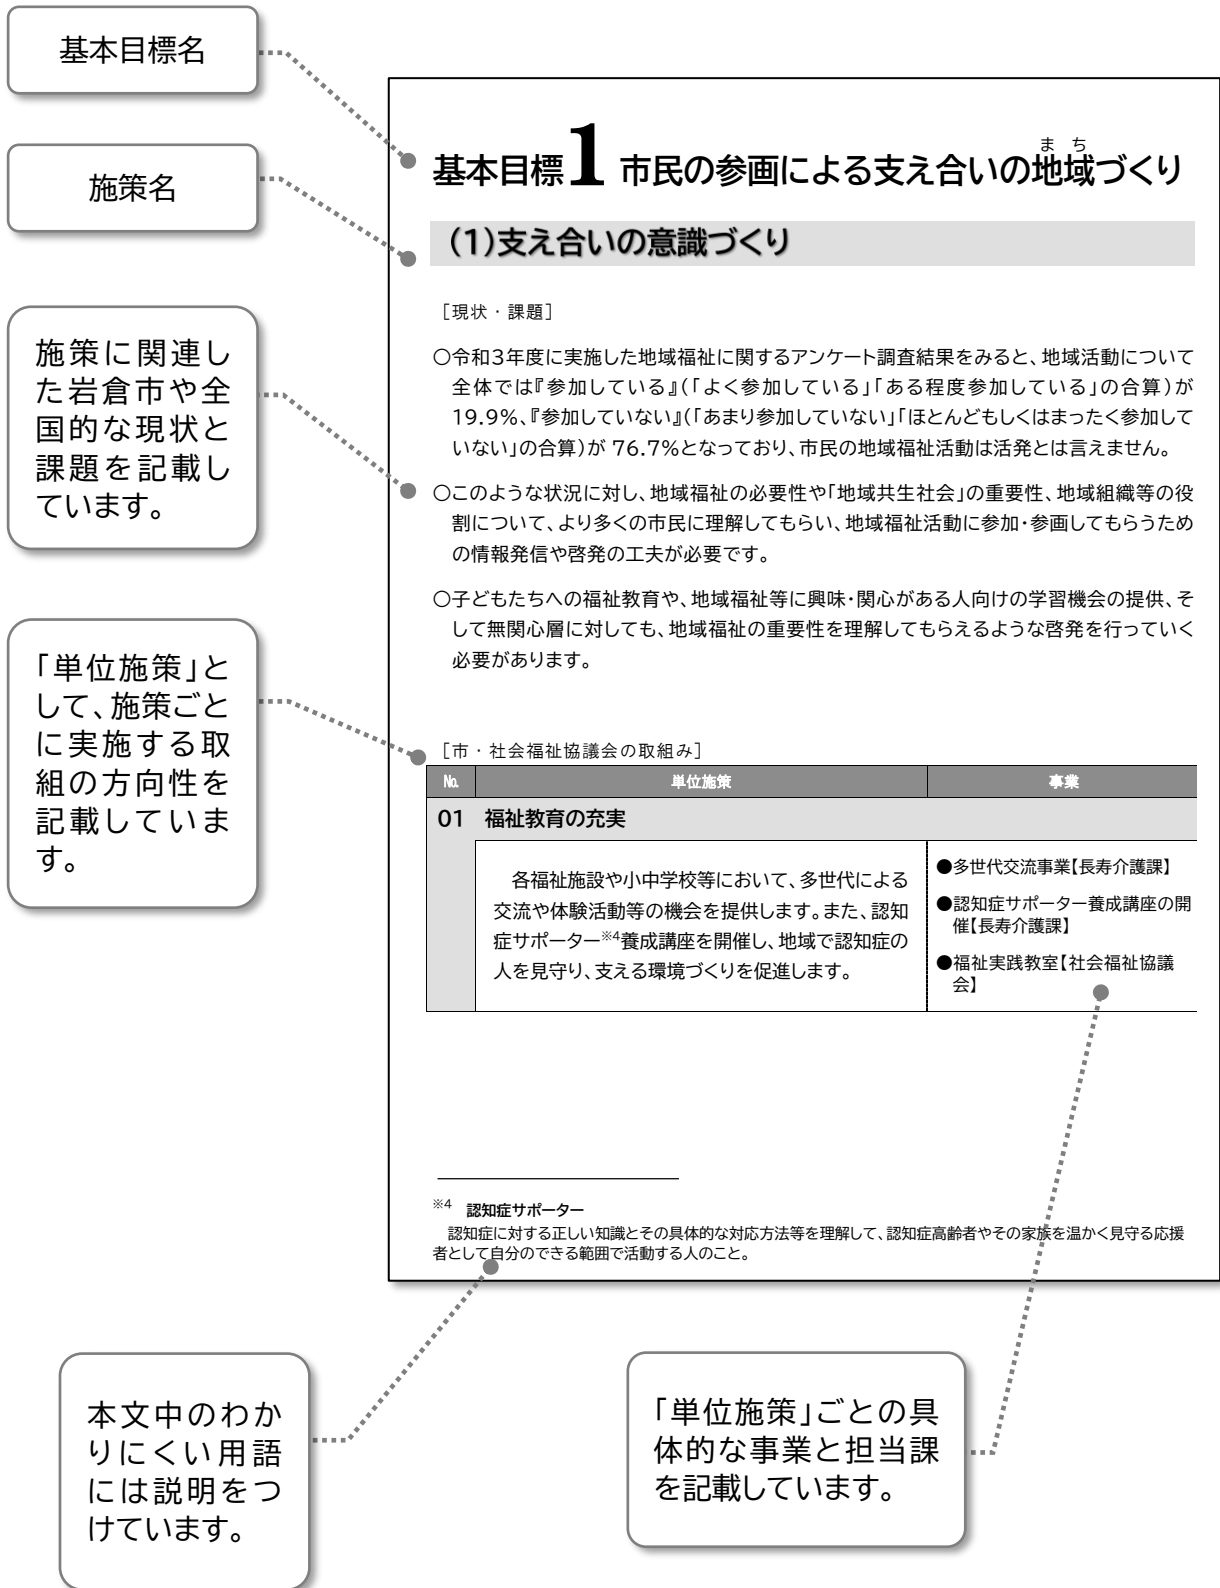 基本目標名
施策名
施策に関連し
た岩倉市や全
国的な現状と
課題を記載し
ています。
「単位施策」と
して、施策ごと
に実施する取
組の方向性を
記載していま
す。
まち
基本目標1 市民の参画による支え合いの地域づくり
(1)支え合いの意識づくり
［現状・課題］
○令和3年度に実施した地域福祉に関するアンケート調査結果をみると、地域活動について
全体では『参加している』(「よく参加している」「ある程度参加している」の合算)が
19.9%、『参加していない』(「あまり参加していない」「ほとんどもしくはまったく参加して
いない」の合算)が 76.7%となっており、市民の地域福祉活動は活発とは言えません。
○このような状況に対し、地域福祉の必要性や「地域共生社会」の重要性、地域組織等の役
割について、より多くの市民に理解してもらい、地域福祉活動に参加・参画してもらうため
の情報発信や啓発の工夫が必要です。
○子どもたちへの福祉教育や、地域福祉等に興味・関心がある人向けの学習機会の提供、そ
して無関心層に対しても、地域福祉の重要性を理解してもらえるような啓発を行っていく
必要があります。
［市・社会福祉協議会の取組み］
№ 単位施策 事業
01 福祉教育の充実
各福祉施設や小中学校等において、多世代による
交流や体験活動等の機会を提供します。また、認知
症サポーター※4養成講座を開催し、地域で認知症の
人を見守り、支える環境づくりを促進します。
●多世代交流事業【長寿介護課】
●認知症サポーター養成講座の開
催【長寿介護課】
●福祉実践教室【社会福祉協議
会】
※4 認知症サポーター
認知症に対する正しい知識とその具体的な対応方法等を理解して、認知症高齢者やその家族を温かく見守る応援
者として自分のできる範囲で活動する人のこと。
本文中のわか
りにくい用語
には説明をつ
けています。
「単位施策」ごとの具
体的な事業と担当課
を記載しています。